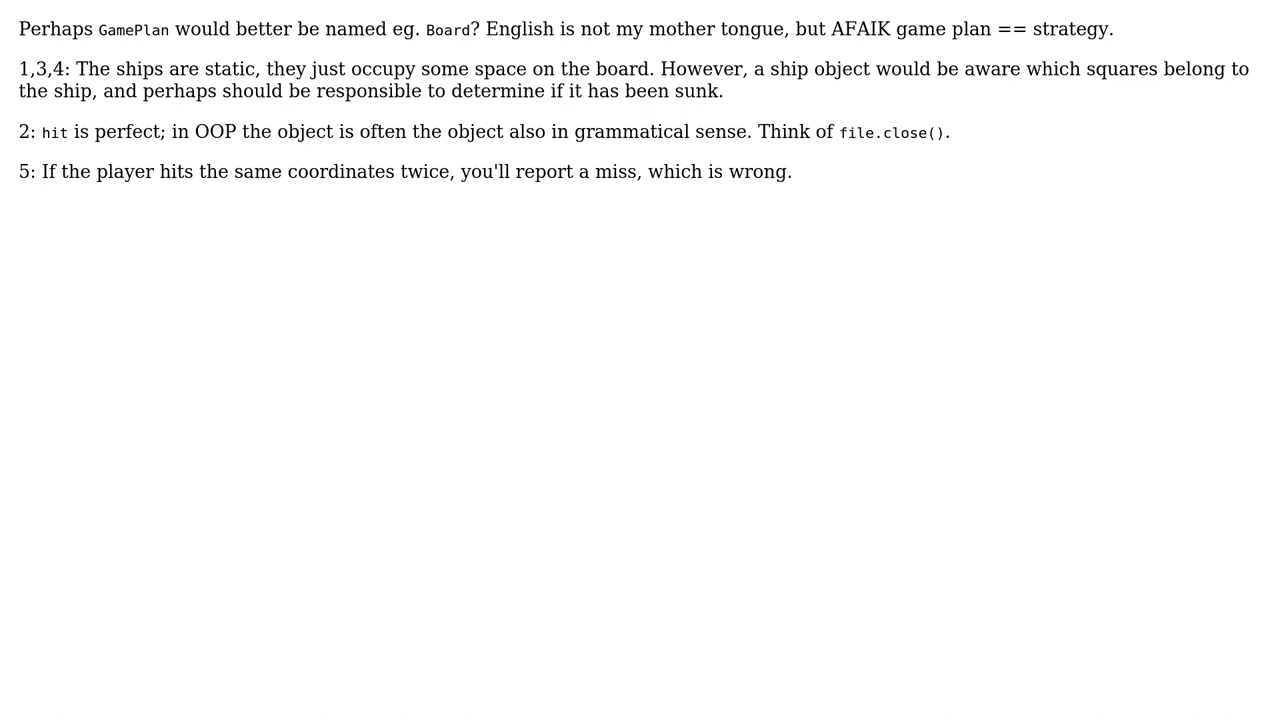 Perhaps GamePlan would better be named eg. Board? English is not my mother tongue, but AFAIK game plan == strategy.
1,3,4: The ships are static, they just occupy some space on the board. However, a ship object would be aware which squares belong to
the ship, and perhaps should be responsible to determine if it has been sunk.
2: hit is perfect; in OOP the object is often the object also in grammatical sense. Think of file.close().
5: If the player hits the same coordinates twice, you'll report a miss, which is wrong.